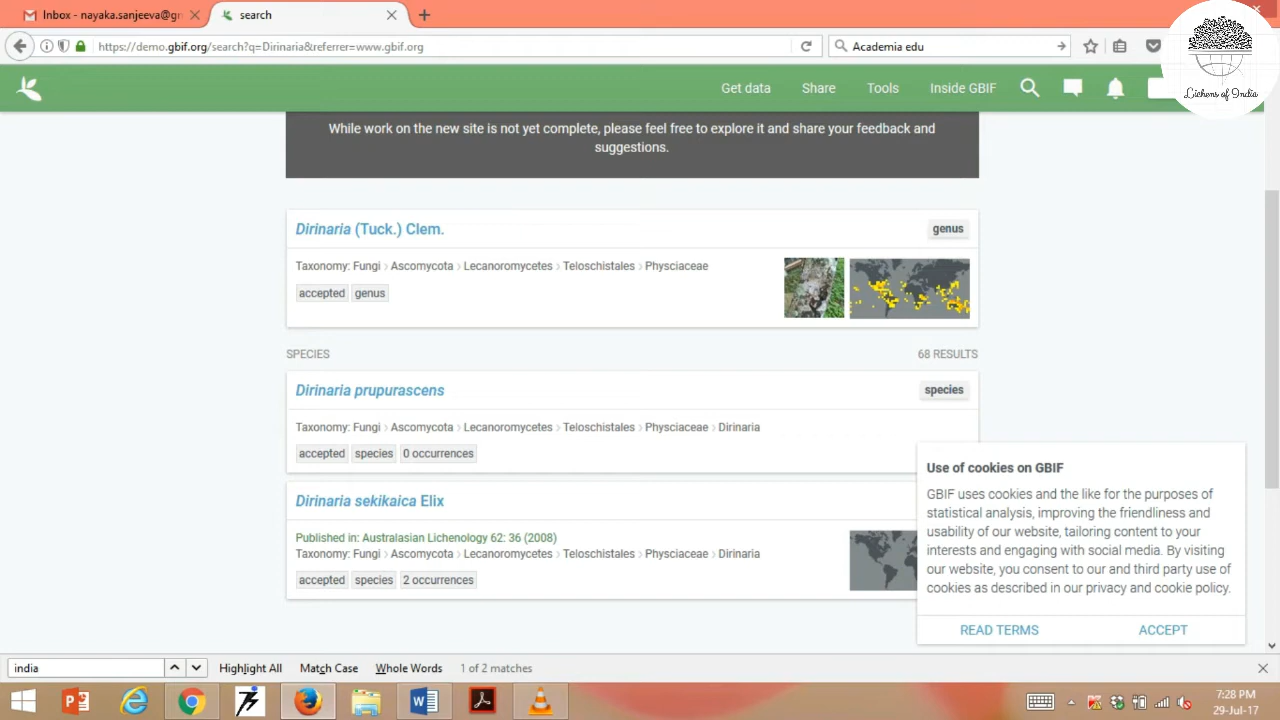 Inbox - nayaka.sanjeeva@gr
search
https://demo.gbif.org/search?q=Dirinaria&referrer=www.gbif.org
Academia edu
Lichens of India
Get data
Share
Tools
Inside GBIF
While work on the new site is not yet complete, please feel free to explore it and share your feedback and
suggestions.
Dirinaria (Tuck.) Clem.
genus
Taxonomy: Fungi › Ascomycota › Lecanoromycetes › Teloschistales › Physciaceae
accepted genus
SPECIES
68 RESULTS
Dirinaria prupurascens
species
Taxonomy: Fungi › Ascomycota › Lecanoromycetes › Teloschistales › Physciaceae › Dirinaria
accepted species 0 occurrences
Dirinaria sekikaica Elix
Published in: Australasian Lichenology 62: 36 (2008)
Taxonomy: Fungi › Ascomycota › Lecanoromycetes › Teloschistales › Physciaceae › Dirinaria
accepted species 2 occurrences
Use of cookies on GBIF
GBIF uses cookies and the like for the purposes of
statistical analysis, improving the friendliness and
usability of our website, tailoring content to your
interests and engaging with social media. By visiting
our website, you consent to our and third party use of
cookies as described in our privacy and cookie policy.
READ TERMS
ACCEPT
india
Highlight All
Match Case
Whole Words
1 of 2 matches
7:28 PM
29-Jul-17